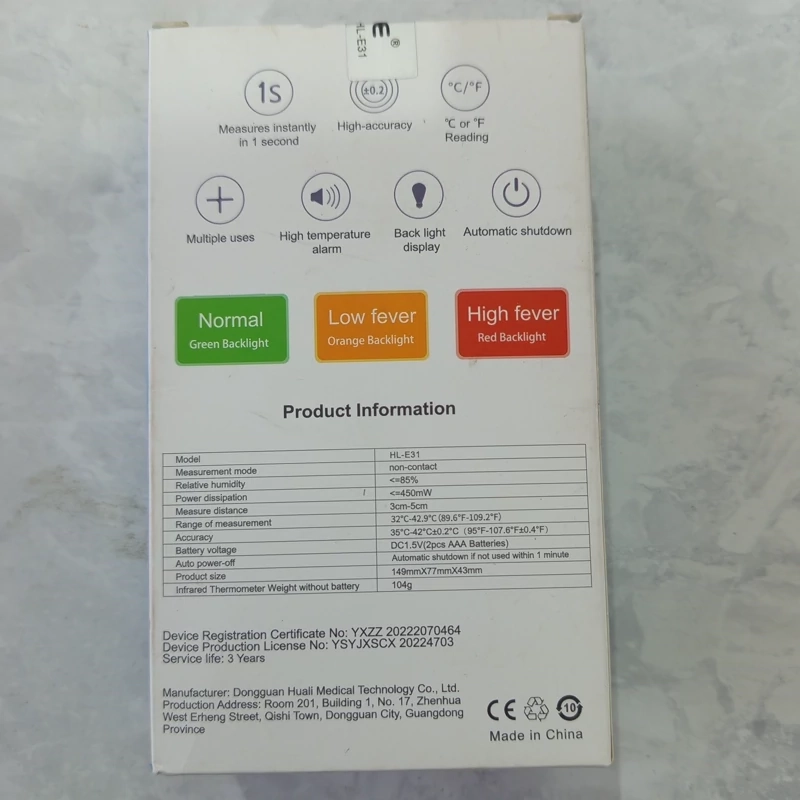 E®
HL-E31
1S
±0.2
°C/°F
Measures instantly
in 1 second
High-accuracy
°C or °F
Reading
Multiple uses
High temperature
alarm
Back light
display
Automatic shutdown
Normal
Green Backlight
Low fever
Orange Backlight
High fever
Red Backlight
Product Information
Model HL-E31
Measurement mode non-contact
Relative humidity <=85%
Power dissipation <=450mW
Measure distance 3cm-5cm
Range of measurement 32°C-42.9°C(89.6°F-109.2°F)
Accuracy 35°C-42°C±0.2°C (95°F-107.6°F±0.4°F)
Battery voltage DC1.5V(2pcs AAA Batteries)
Auto power-off Automatic shutdown if not used within 1 minute
Product size 149mmX77mmX43mm
Infrared Thermometer Weight without battery 104g
Device Registration Certificate No: YXZZ 20222070464
Device Production License No: YSYJXSCX 20224703
Service life: 3 Years
Manufacturer: Dongguan Huali Medical Technology Co., Ltd.
Production Address: Room 201, Building 1, No. 17, Zhenhua
West Erheng Street, Qishi Town, Dongguan City, Guangdong
Province
CE
10
Made in China